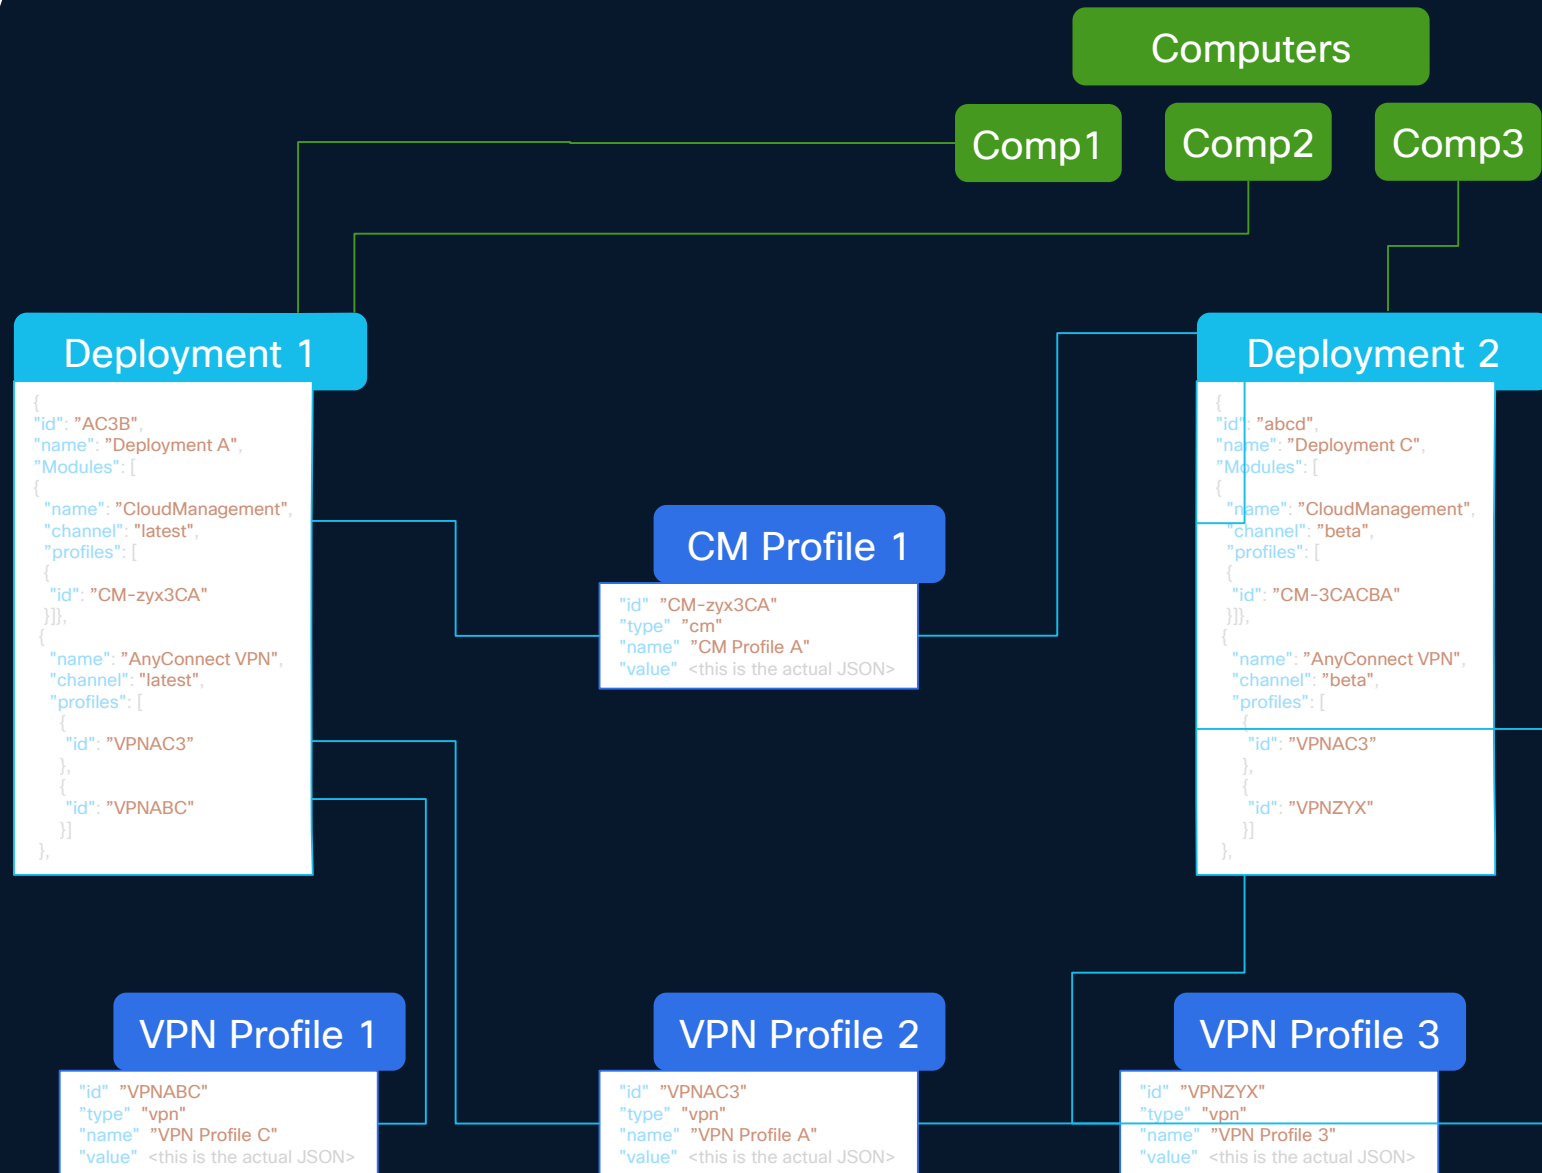 Computers
Comp1
Comp2
Comp3
Deployment 1
{
"id": ”AC3B",
"name": ”Deployment A",
"Modules": [
{
"name": ”CloudManagement",
"channel": "latest",
”profiles": [
{
"id": ”CM-zyx3CA"
}]},
{
"name": ”AnyConnect VPN",
"channel": "latest",
”profiles": [
{
"id": ”VPNAC3”
},
{
"id": ”VPNABC"
}]
},
Deployment 2
{
"id": ”abcd",
"name": ”Deployment C",
"Modules": [
{
"name": ”CloudManagement",
"channel": ”beta",
”profiles": [
{
"id": ”CM-3CACBA"
}]},
{
"name": ”AnyConnect VPN",
"channel": ”beta",
”profiles": [
{
"id": ”VPNAC3”
},
{
"id": ”VPNZYX"
}]
},
CM Profile 1
"id" ”CM-zyx3CA"
”type" "cm"
"name" ”CM Profile A"
"value" <this is the actual JSON>
VPN Profile 1
"id" ”VPNABC"
”type" "vpn"
"name" ”VPN Profile C"
"value" <this is the actual JSON>
VPN Profile 2
"id" ”VPNAC3"
”type" "vpn"
"name" ”VPN Profile A"
"value" <this is the actual JSON>
VPN Profile 3
"id" ”VPNZYX"
”type" "vpn"
"name" ”VPN Profile 3"
"value" <this is the actual JSON>